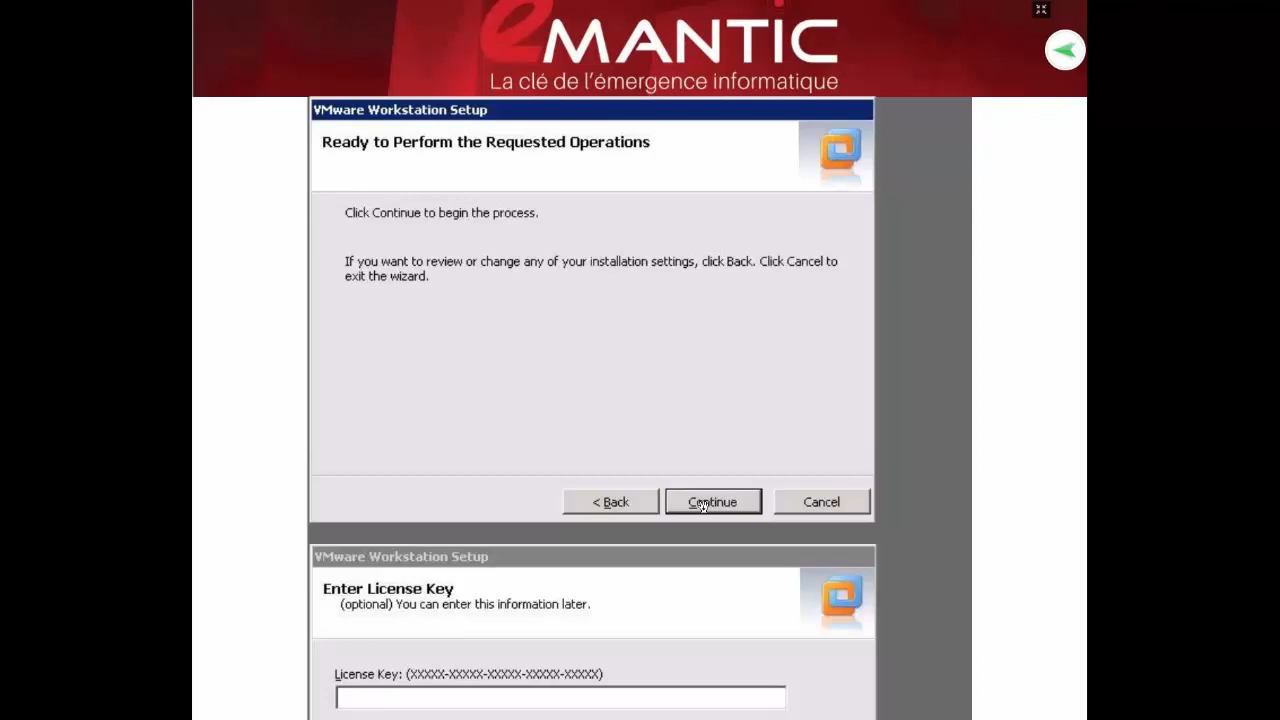 eMANTIC
La clé de l'émergence informatique
VMware Workstation Setup
Ready to Perform the Requested Operations
Click Continue to begin the process.
If you want to review or change any of your installation settings, click Back. Click Cancel to
exit the wizard.
< Back
Continue
Cancel
VMware Workstation Setup
Enter License Key
(optional) You can enter this information later.
License Key: (XXXXX-XXXXX-XXXXX-XXXXX-XXXXX)